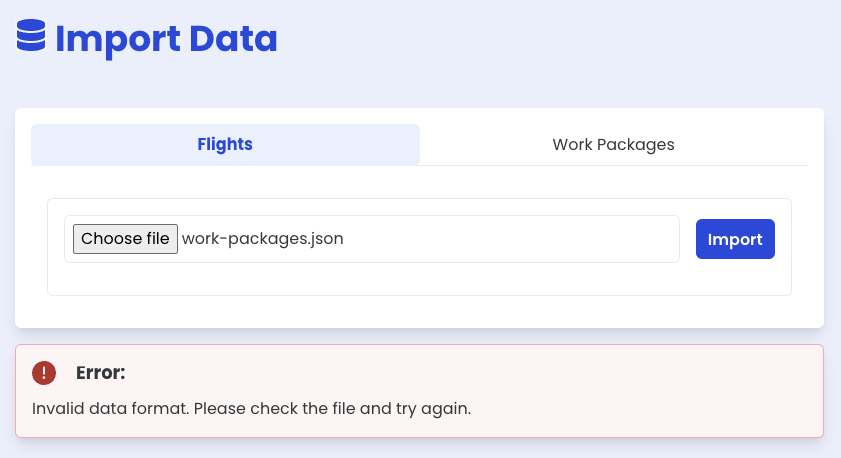 Import Data
Flights Work Packages
Choose file work-packages.json Import
! Error:
Invalid data format. Please check the file and try again.